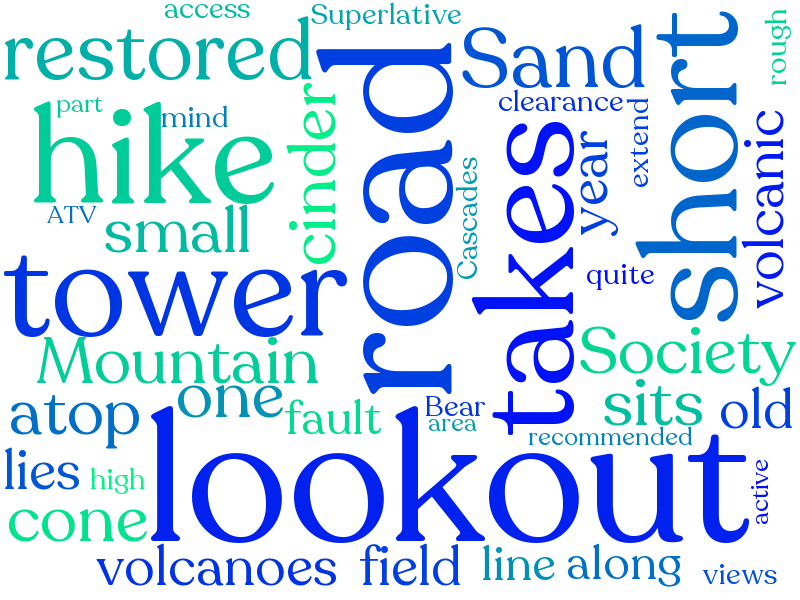 access
Superlative
restored
road
Sand
short
rough
part
mind
hike
cinder
clearance
extend
year
volcanic
takes
Cascades
ATV
small
tower
quite
Mountain
Society
one
atop
fault
Bear
area
sits
old
recommended
lies
high
lookout
active
cone
volcanoes
field
line
along
views